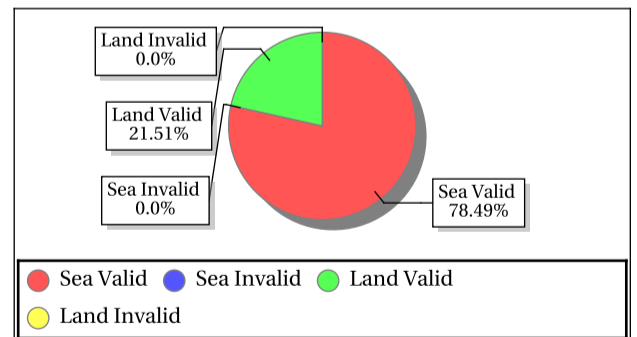 Land Invalid
0.0%
Land Valid
21.51%
Sea Invalid
0.0%
Sea Valid
78.49%
Sea Valid Sea Invalid Land Valid
Land Invalid